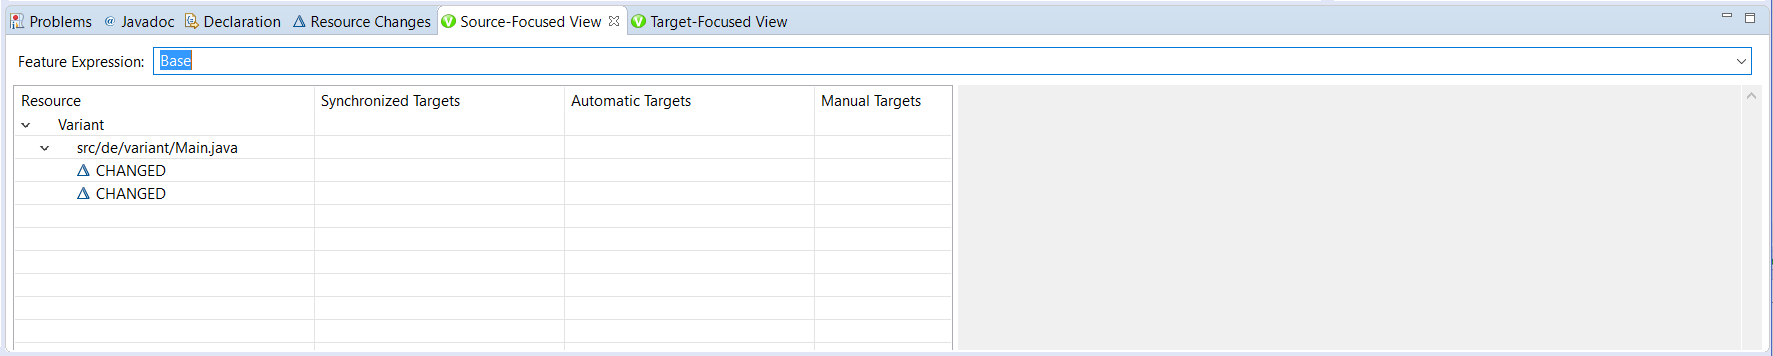 Problems @ Javadoc Declaration Resource Changes Source-Focused View Target-Focused View
Feature Expression: Base
Resource Synchronized Targets Automatic Targets Manual Targets
Variant
src/de/variant/Main.java
CHANGED
CHANGED